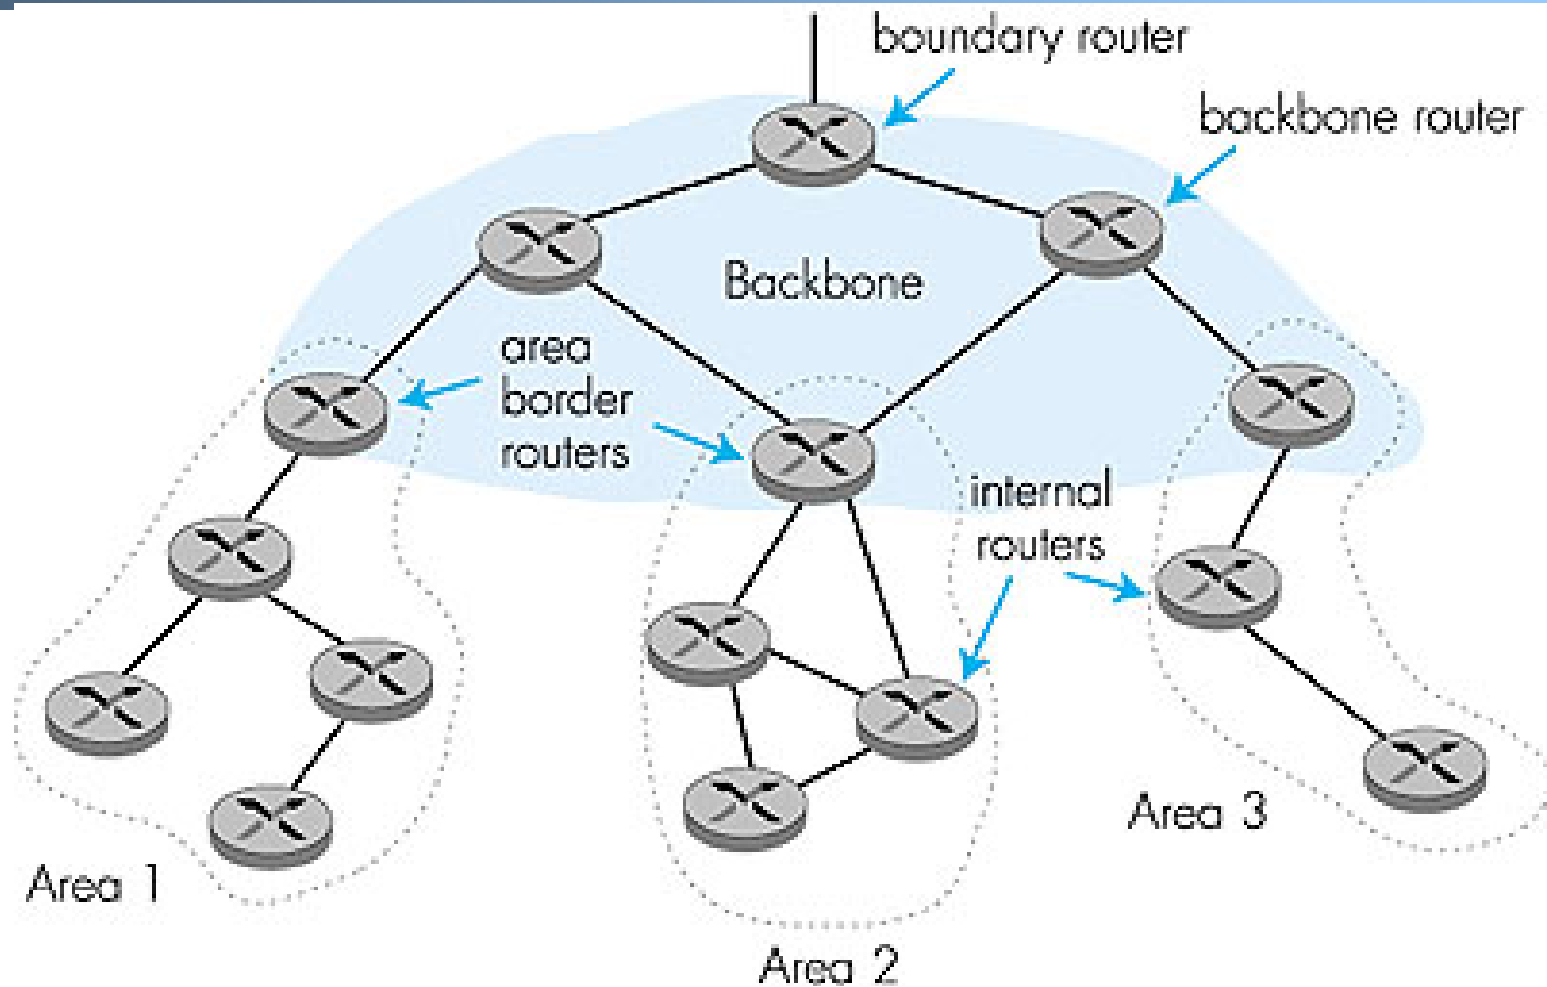 boundary router
backbone router
Backbone
area
border
routers
internal
routers
Area 3
Area 1
Area 2